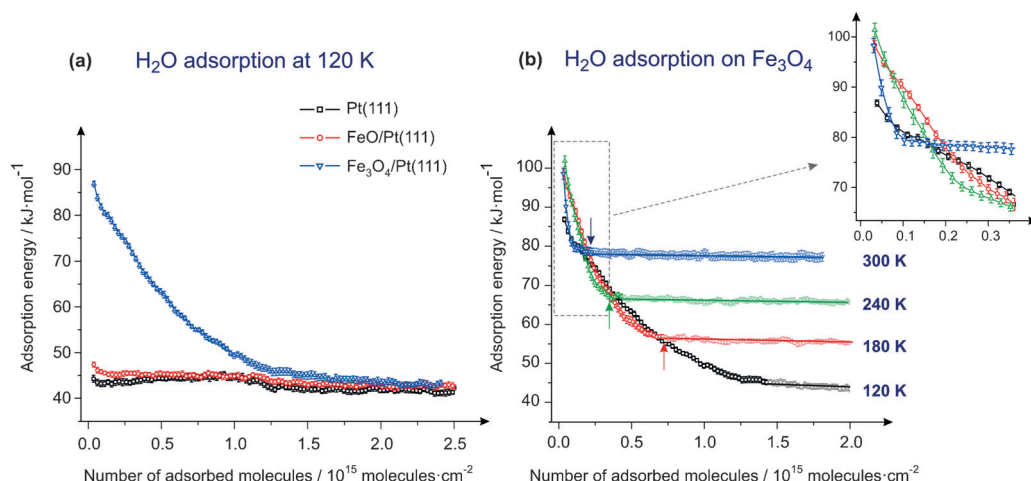 (a) H₂O adsorption at 120 K
Pt(111)
FeO/Pt(111)
Fe₃O₄/Pt(111)
Adsorption energy / kJ·mol⁻¹
90
80
70
60
50
40
0.0 0.5 1.0 1.5 2.0 2.5
Number of adsorbed molecules / 10¹⁵ molecules·cm⁻²
(b) H₂O adsorption on Fe₃O₄
Adsorption energy / kJ·mol⁻¹
100
90
80
70
60
50
40
0.0 0.5 1.0 1.5 2.0
Number of adsorbed molecules / 10¹⁵ molecules·cm⁻²
300 K
240 K
180 K
120 K
100
90
80
70
0.0 0.1 0.2 0.3